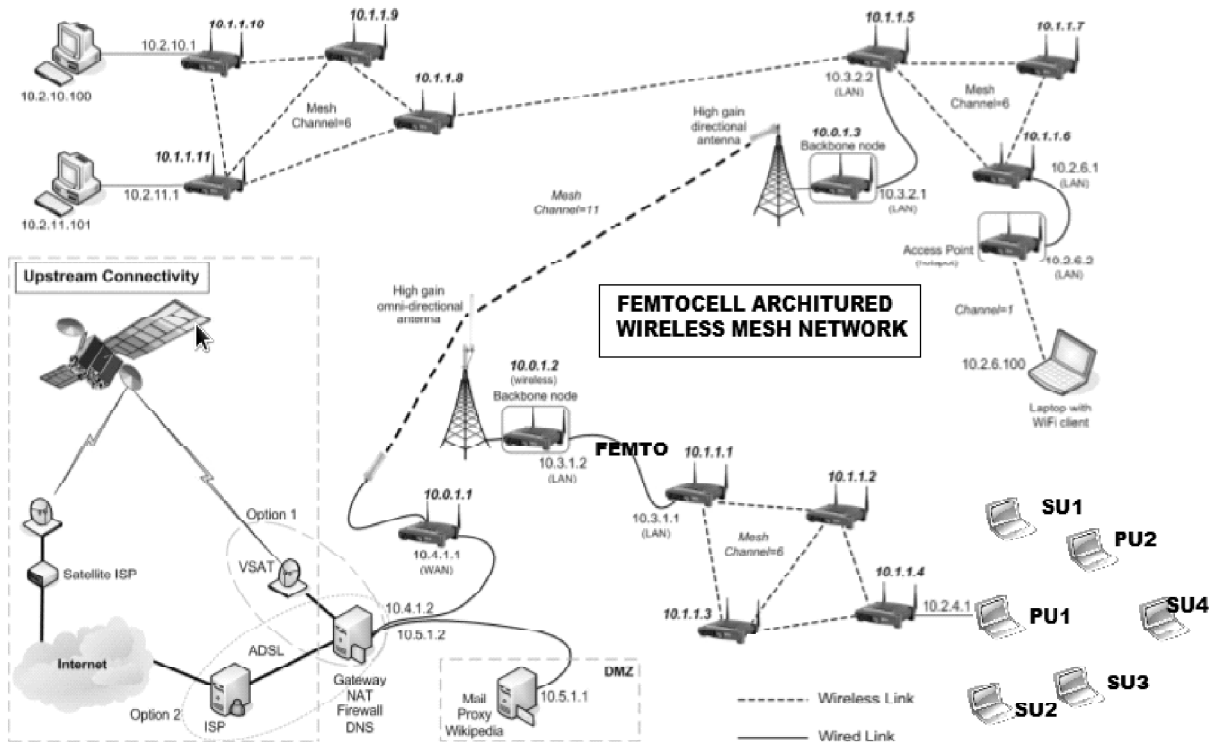 10.1.1.10
10.1.1.9
10.1.1.5
10.1.1.7
10.2.10.1
10.2.10.100
10.1.1.8
Mesh
Channel=6
10.3.2.2
(LAN)
Mesh
Channel=6
High gain
directional
antenna
10.0.1.3
Backbone node
10.1.1.6
10.1.1.11
10.2.11.1
10.2.11.101
10.3.2.1
(LAN)
10.2.6.1
(LAN)
Mesh
Channel=11
Access Point
(hotspot)
10.2.6.2
(LAN)
Upstream Connectivity
High gain
omni-directional
antenna
FEMTOCELL ARCHITURED
WIRELESS MESH NETWORK
Channel=1
10.2.6.100
10.0.1.2
(wireless)
Backbone node
Laptop with
WiFi client
FEMTO
10.3.1.2
(LAN)
10.1.1.1
10.1.1.2
10.0.1.1
10.3.1.1
(LAN)
SU1
PU2
Option 1
10.4.1.1
(WAN)
Mesh
Channel=6
VSAT
Satellite ISP
10.1.1.4
10.1.1.3
10.2.4.1
PU1
SU4
10.4.1.2
10.5.1.2
Internet
ADSL
Gateway
NAT
Firewall
DNS
DMZ
10.5.1.1
Mail
Proxy
Wikipedia
Option 2
ISP
SU3
SU2
Wireless Link
Wired Link